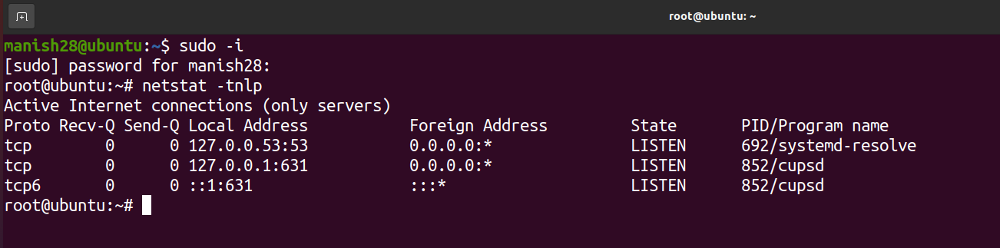 root@ubuntu: ~
manish28@ubuntu:~$ sudo -i
[sudo] password for manish28:
root@ubuntu:~# netstat -tnlp
Active Internet connections (only servers)
Proto Recv-Q Send-Q Local Address           Foreign Address         State       PID/Program name
tcp        0      0 127.0.0.53:53           0.0.0.0:*               LISTEN      692/systemd-resolve
tcp        0      0 127.0.0.1:631           0.0.0.0:*               LISTEN      852/cupsd
tcp6       0      0 ::1:631                 :::*                    LISTEN      852/cupsd
root@ubuntu:~#